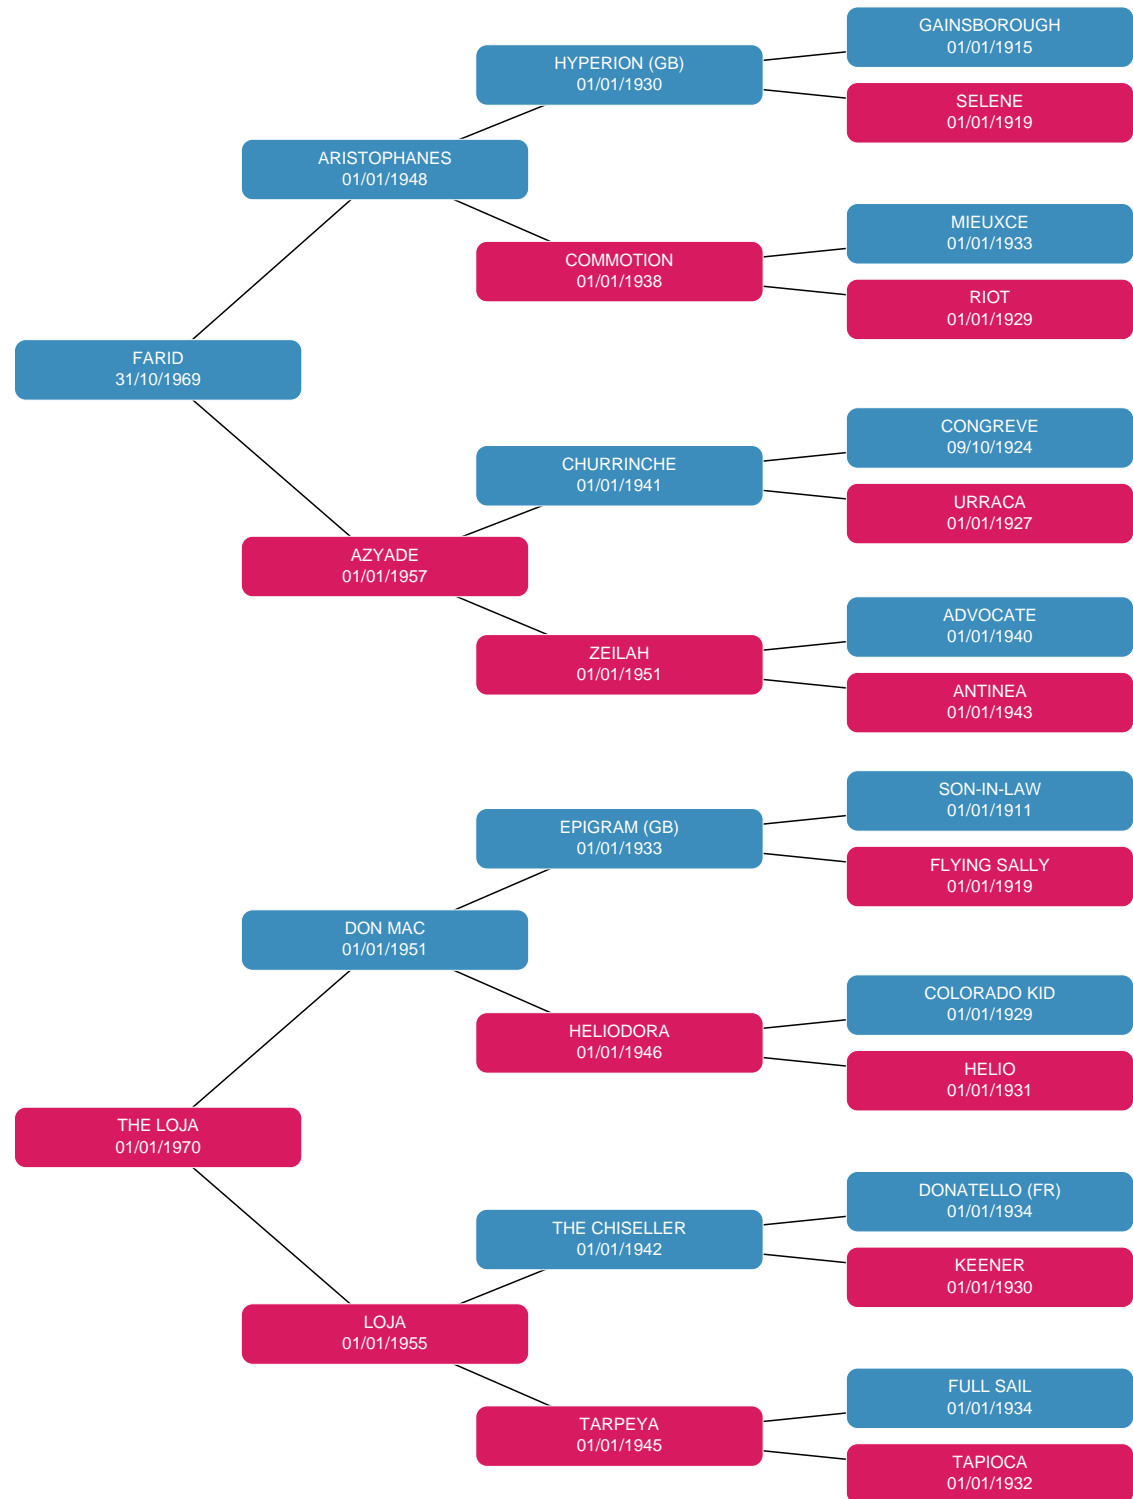 GAINSBOROUGH
01/01/1915
HYPERION (GB)
01/01/1930
SELENE
01/01/1919
ARISTOPHANES
01/01/1948
MIEUXCE
01/01/1933
COMMOTION
01/01/1938
RIOT
01/01/1929
FARID
31/10/1969
CONGREVE
09/10/1924
CHURRINCHE
01/01/1941
URRACA
01/01/1927
AZYADE
01/01/1957
ADVOCATE
01/01/1940
ZEILAH
01/01/1951
ANTINEA
01/01/1943
SON-IN-LAW
01/01/1911
EPIGRAM (GB)
01/01/1933
FLYING SALLY
01/01/1919
DON MAC
01/01/1951
COLORADO KID
01/01/1929
HELIODORA
01/01/1946
HELIO
01/01/1931
THE LOJA
01/01/1970
DONATELLO (FR)
01/01/1934
THE CHISELLER
01/01/1942
KEENER
01/01/1930
LOJA
01/01/1955
FULL SAIL
01/01/1934
TARPEYA
01/01/1945
TAPIOCA
01/01/1932